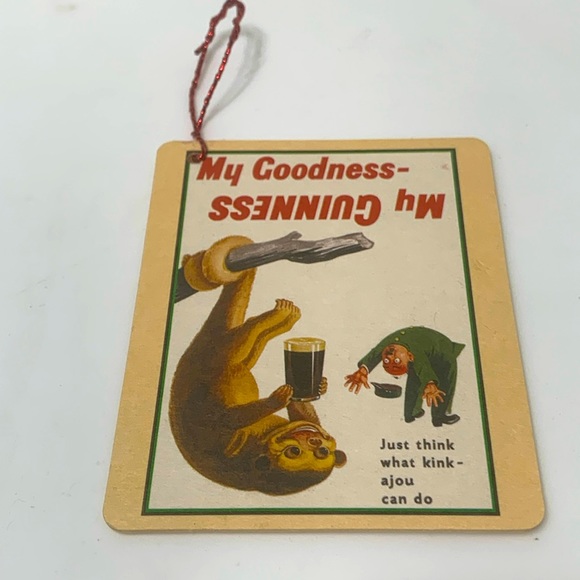 My Goodness-
My GUINNESS
Just think
what kink-
ajou
can do